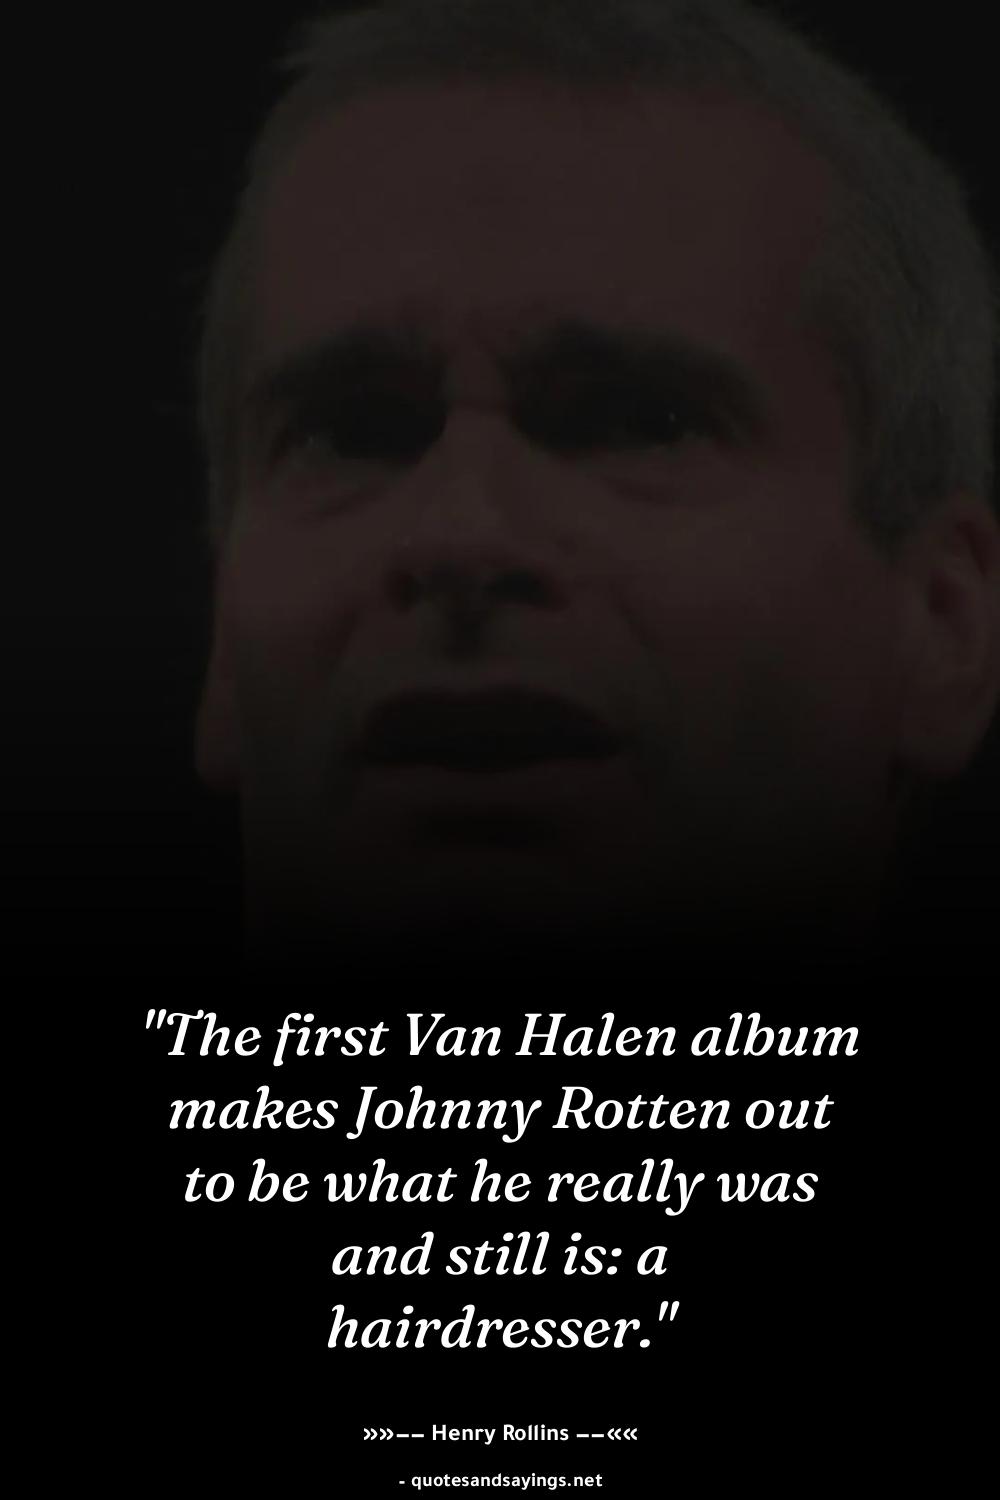 "The first Van Halen album
makes Johnny Rotten out
to be what he really was
and still is: a
hairdresser."
»»−− Henry Rollins −−««
- quotesandsayings.net